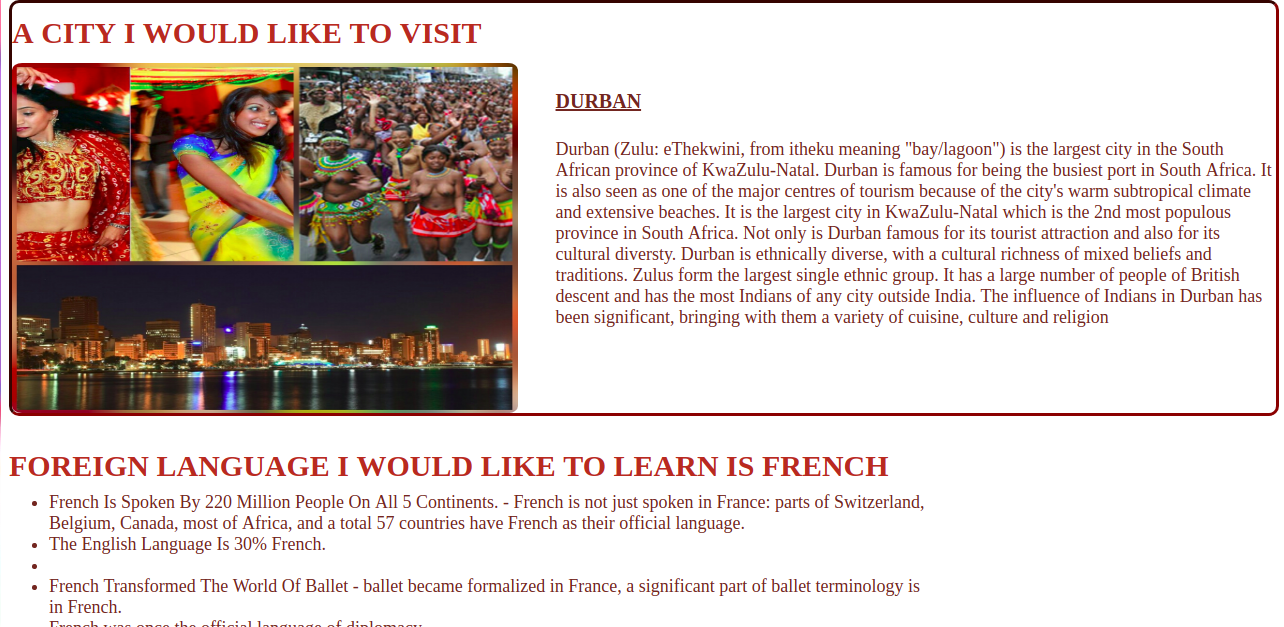 A CITY I WOULD LIKE TO VISIT
DURBAN
Durban (Zulu: eThekwini, from itheku meaning "bay/lagoon") is the largest city in the South
African province of KwaZulu-Natal. Durban is famous for being the busiest port in South Africa. It
is also seen as one of the major centres of tourism because of the city's warm subtropical climate
and extensive beaches. It is the largest city in KwaZulu-Natal which is the 2nd most populous
province in South Africa. Not only is Durban famous for its tourist attraction and also for its
cultural diversty. Durban is ethnically diverse, with a cultural richness of mixed beliefs and
traditions. Zulus form the largest single ethnic group. It has a large number of people of British
descent and has the most Indians of any city outside India. The influence of Indians in Durban has
been significant, bringing with them a variety of cuisine, culture and religion
FOREIGN LANGUAGE I WOULD LIKE TO LEARN IS FRENCH
• French Is Spoken By 220 Million People On All 5 Continents. - French is not just spoken in France: parts of Switzerland,
Belgium, Canada, most of Africa, and a total 57 countries have French as their official language.
• The English Language Is 30% French.
•
• French Transformed The World Of Ballet - ballet became formalized in France, a significant part of ballet terminology is
in French.
French was once the official language of diplomacy